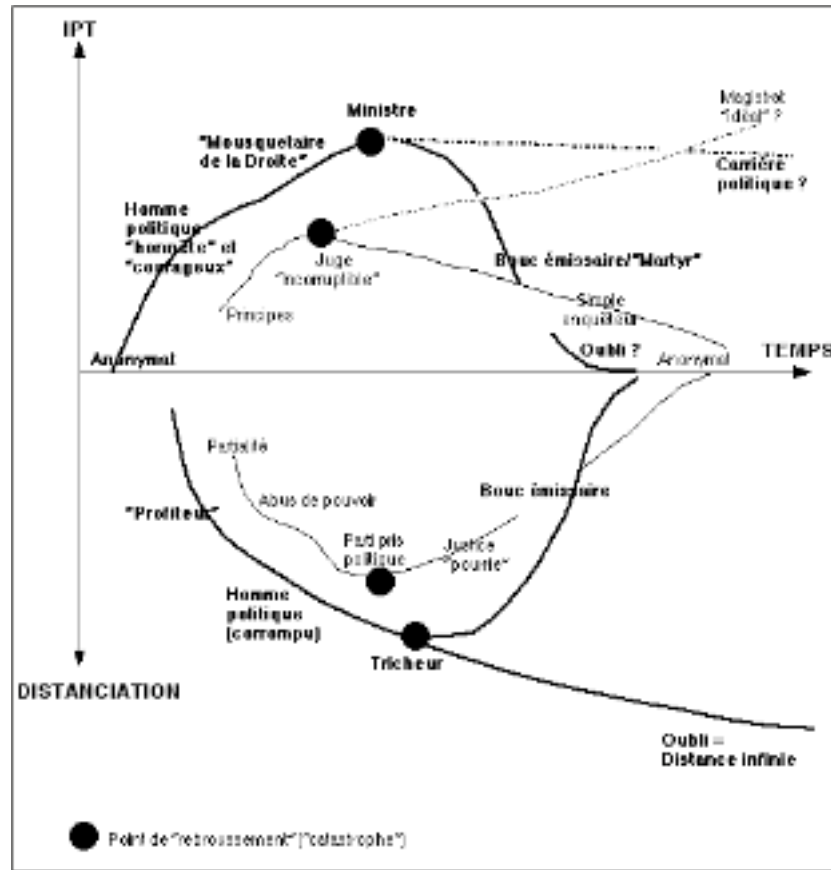 IPT
Ministre
Magistrat
"idéal" ?
"Mousquetaire
de la Droite"
Carrière
politique ?
Homme
politique
"honnête" et
"courageux"
Juge
"incorruptible"
Bouc émissaire/"Martyr"
Principes
Simple
enquêteur
Oubli ?
Anonymat
Anonymat
TEMPS
Partialité
Abus de pouvoir
Bouc émissaire
"Profiteur"
Parti pris
politique
Justice
"pourrie"
Homme
politique
(corrompu)
Tricheur
DISTANCIATION
Oubli =
Distance infinie
Point de "rebroussement" ("catastrophe")